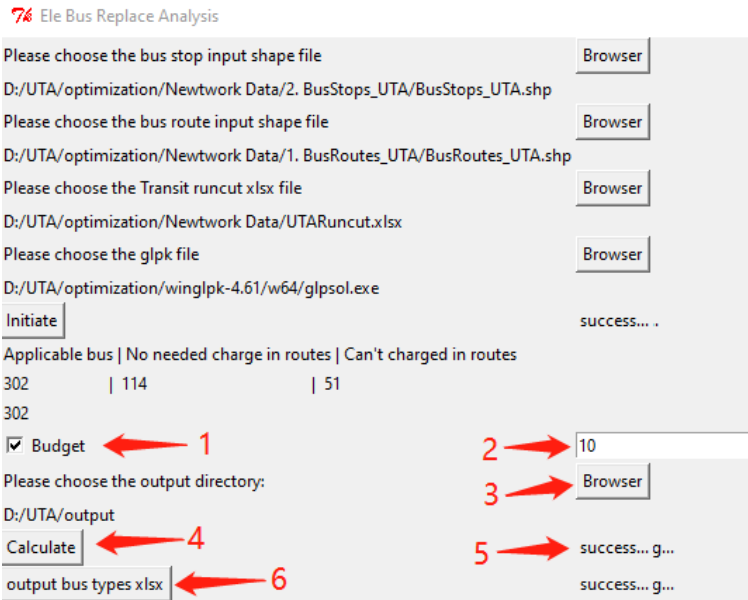 Ele Bus Replace Analysis
Please choose the bus stop input shape file Browser
D:/UTA/optimization/Newtwork Data/2. BusStops_UTA/BusStops_UTA.shp
Please choose the bus route input shape file Browser
D:/UTA/optimization/Newtwork Data/1. BusRoutes_UTA/BusRoutes_UTA.shp
Please choose the Transit runcut xlsx file Browser
D:/UTA/optimization/Newtwork Data/UTARuncut.xlsx
Please choose the glpk file Browser
D:/UTA/optimization/winglpk-4.61/w64/glpsol.exe
Initiate success... .
Applicable bus | No needed charge in routes | Can't charged in routes
302 | 114 | 51
302
Budget 1 2 10
Please choose the output directory: 3 Browser
D:/UTA/output
Calculate 4 5 success... g...
output bus types xlsx 6 success... g...